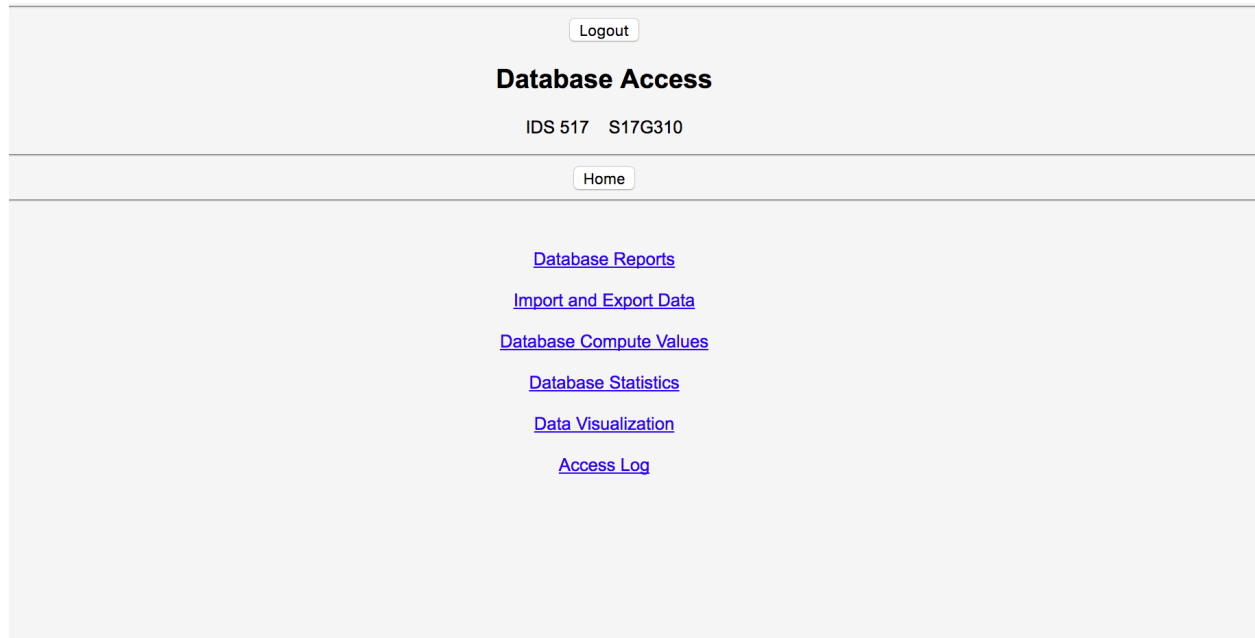 Logout
Database Access
IDS 517 S17G310
Home
Database Reports
Import and Export Data
Database Compute Values
Database Statistics
Data Visualization
Access Log